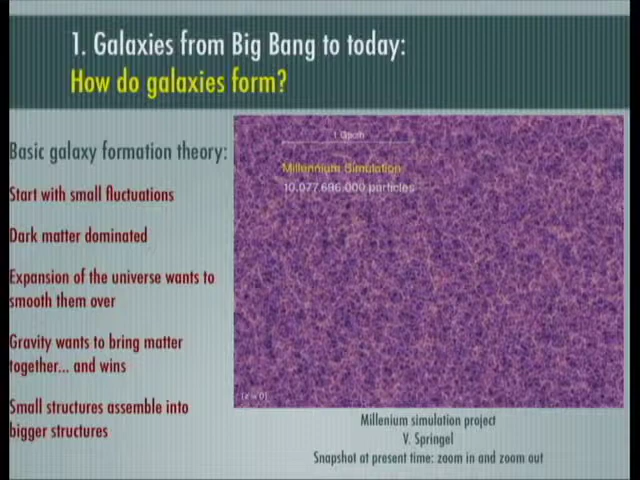 1. Galaxies from Big Bang to today:
How do galaxies form?
Basic galaxy formation theory:
Start with small fluctuations
Dark matter dominated
Expansion of the universe wants to
smooth them over
Gravity wants to bring matter
together... and wins
Small structures assemble into
bigger structures
1 Gpc/h
Millennium Simulation
10.077.696.000 particles
(z = 0)
Millenium simulation project
V. Springel
Snapshot at present time: zoom in and zoom out